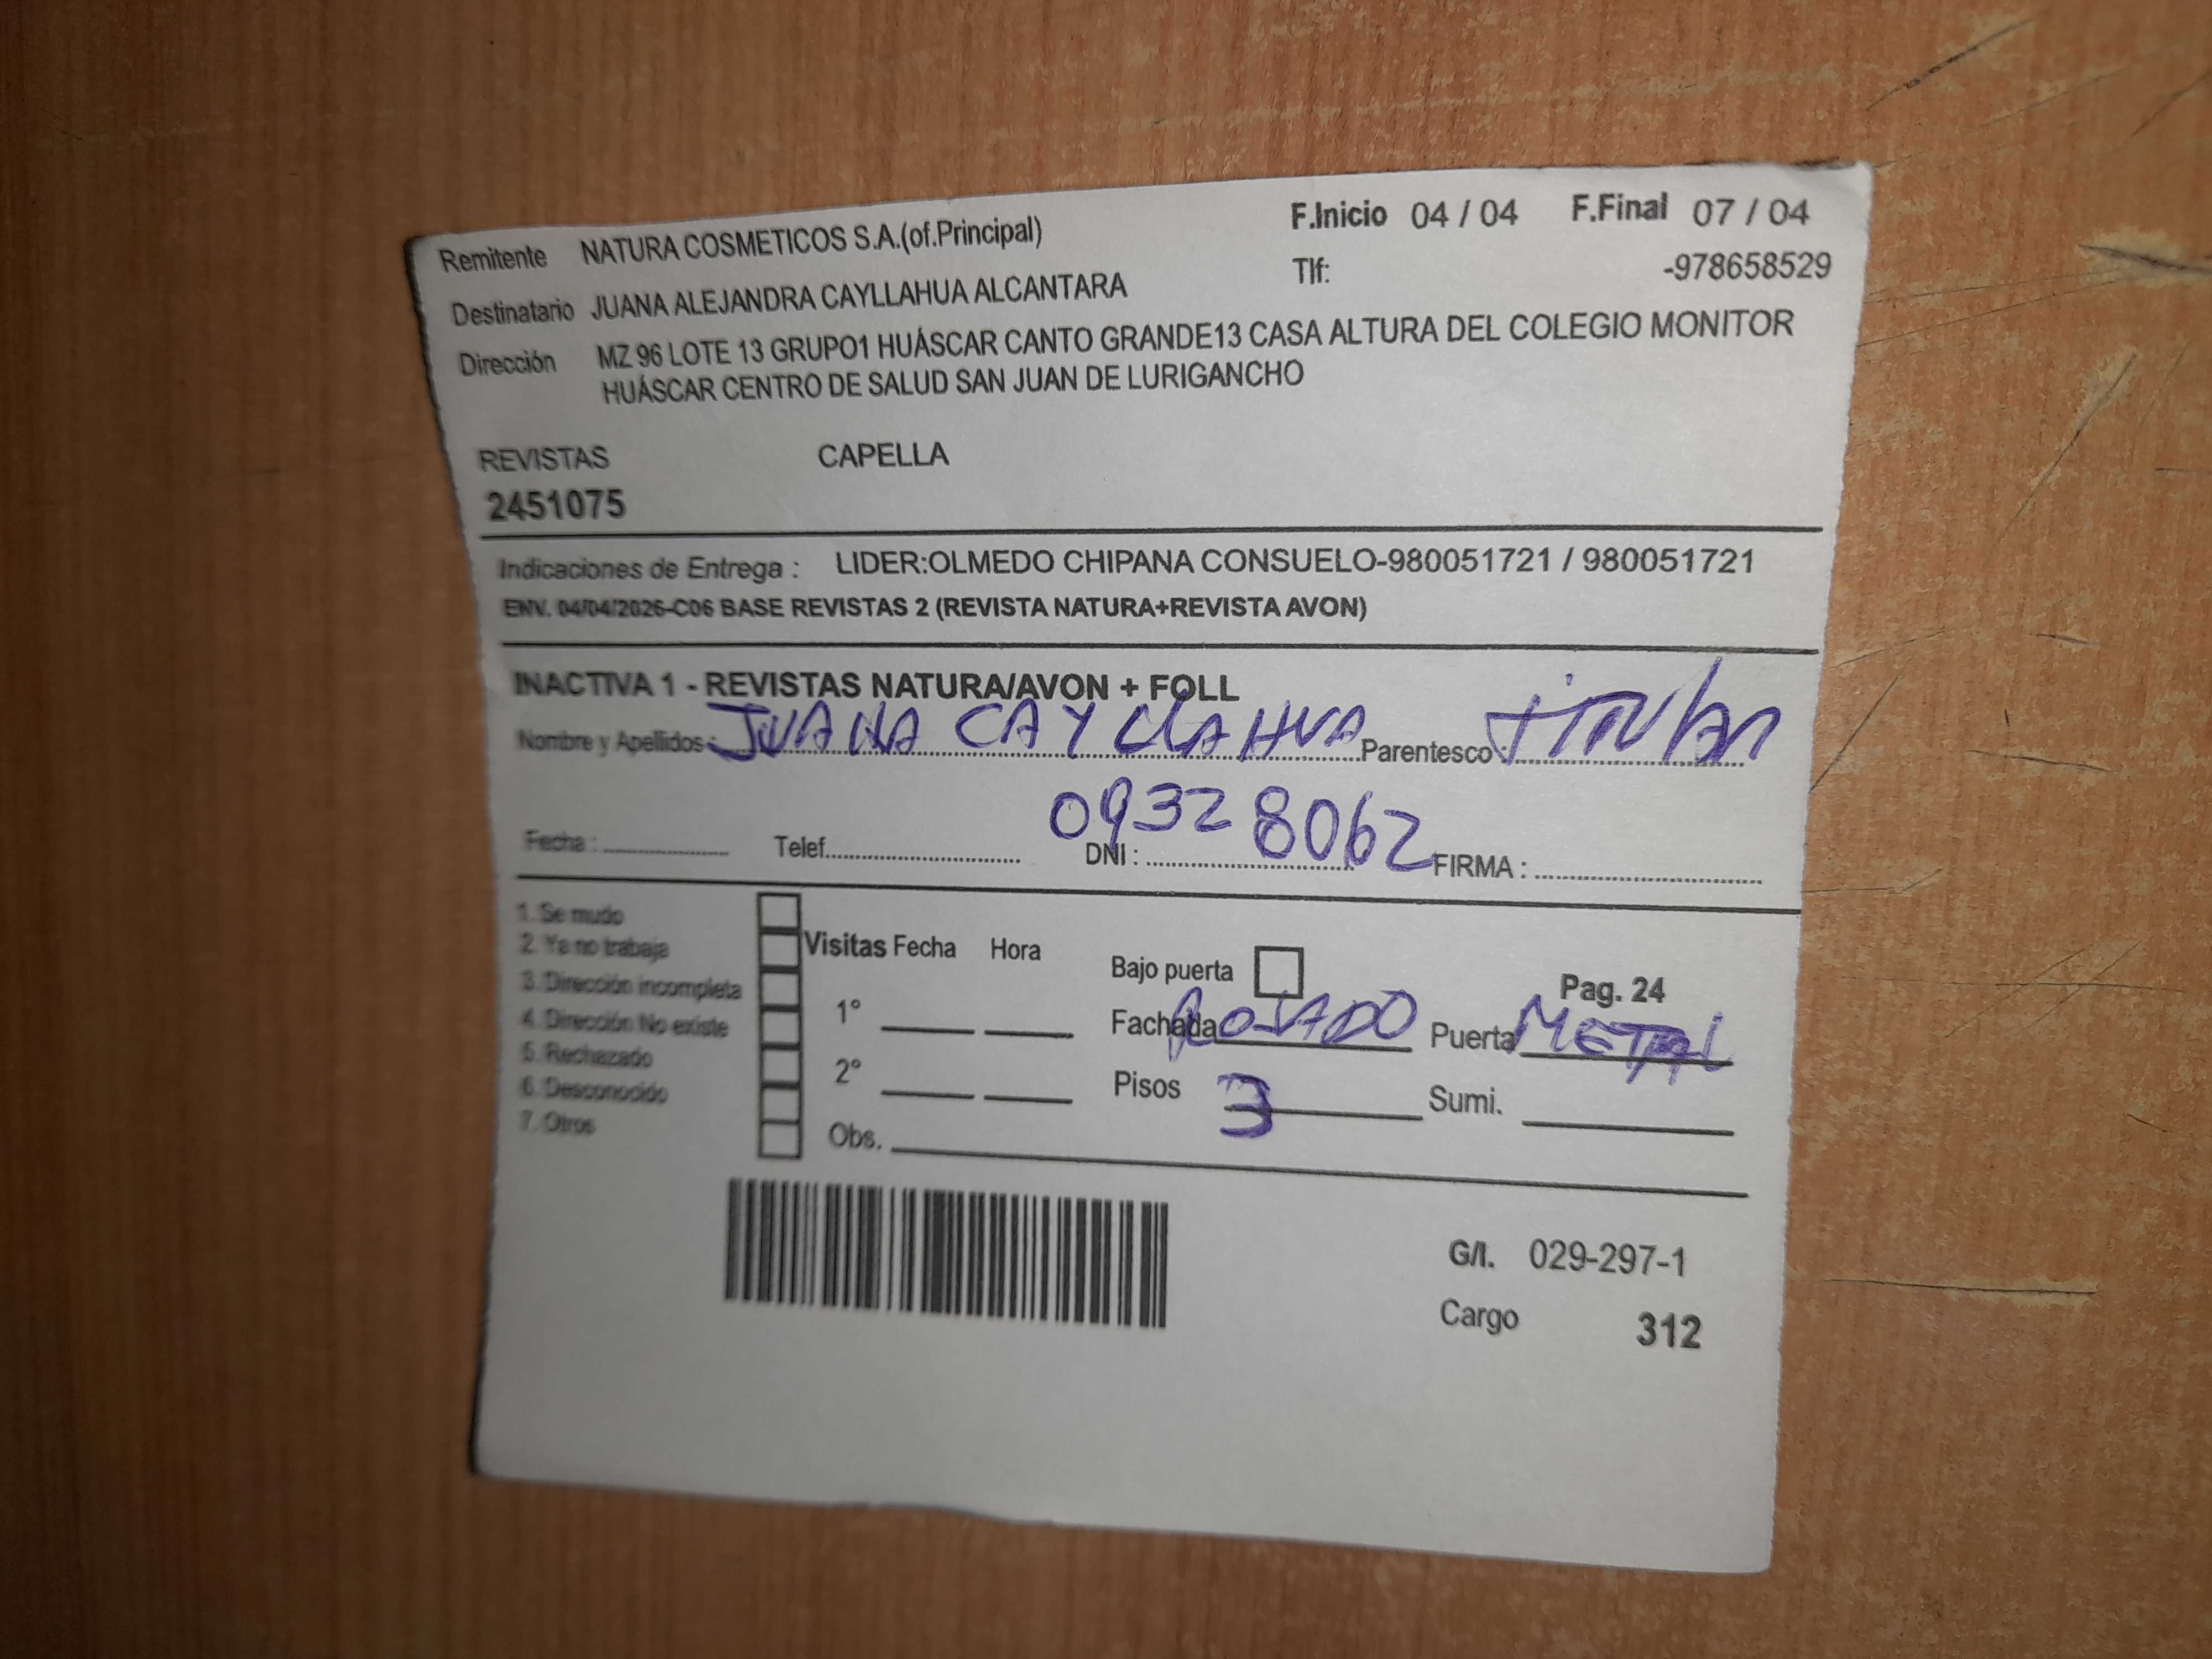 Remitente NATURA COSMETICOS S.A.(of.Principal) F.Inicio 04 / 04 F.Final 07 / 04
Destinatario JUANA ALEJANDRA CAYLLAHUA ALCANTARA Tlf: -978658529
Dirección MZ 96 LOTE 13 GRUPO1 HUÁSCAR CANTO GRANDE13 CASA ALTURA DEL COLEGIO MONITOR
HUÁSCAR CENTRO DE SALUD SAN JUAN DE LURIGANCHO
REVISTAS CAPELLA
2451075
Indicaciones de Entrega : LIDER:OLMEDO CHIPANA CONSUELO-980051721 / 980051721
ENV. 04/04/2026-C06 BASE REVISTAS 2 (REVISTA NATURA+REVISTA AVON)
INACTIVA 1 - REVISTAS NATURA/AVON + FOLL
Nombre y Apellidos : JUANA CAYLLAHUA Parentesco :
Fecha : Telef. DNI : 09328062 FIRMA :
1. Se mudo
2. Ya no trabaja
3. Dirección incompleta
4. Dirección No existe
5. Rechazado
6. Desconocido
7. Otros
Visitas Fecha Hora
1°
2°
Obs.
Bajo puerta Pag. 24
Fachada ROSADO Puerta METAL
Pisos 3 Sumi.
G/I. 029-297-1
Cargo 312